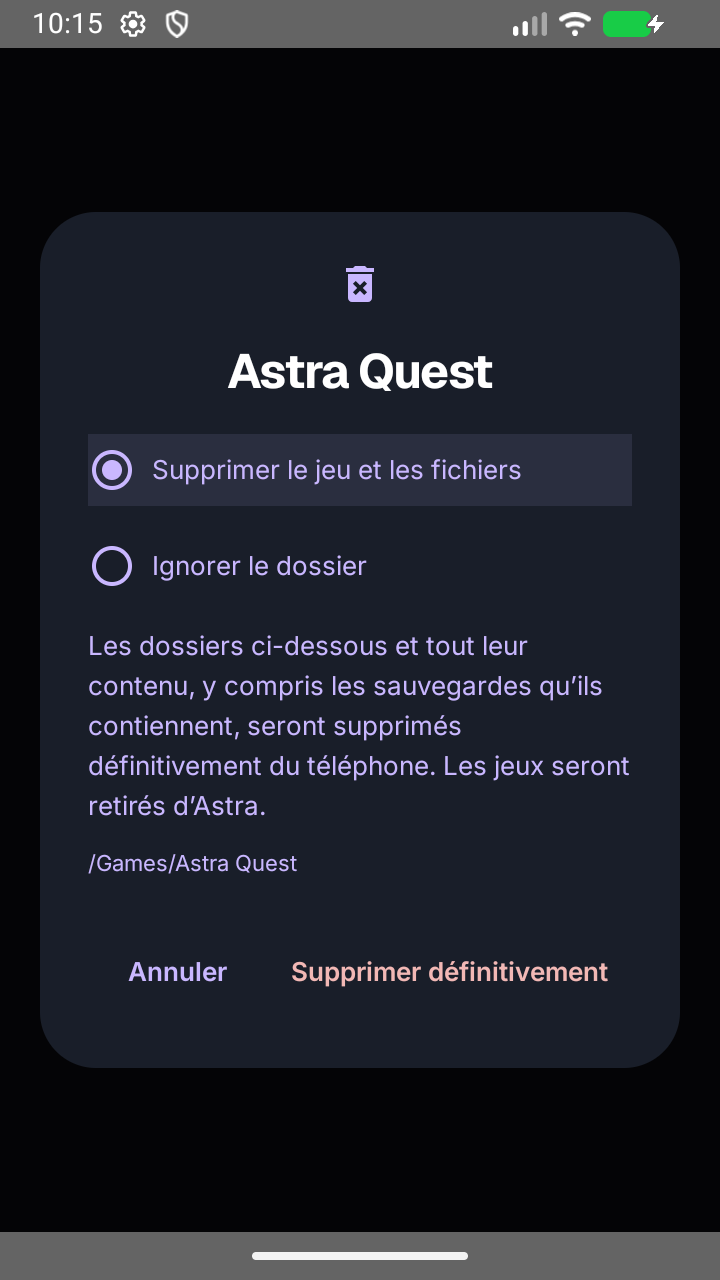 10:15
Astra Quest
Supprimer le jeu et les fichiers
Ignorer le dossier
Les dossiers ci-dessous et tout leur
contenu, y compris les sauvegardes qu’ils
contiennent, seront supprimés
définitivement du téléphone. Les jeux seront
retirés d’Astra.
/Games/Astra Quest
Annuler
Supprimer définitivement